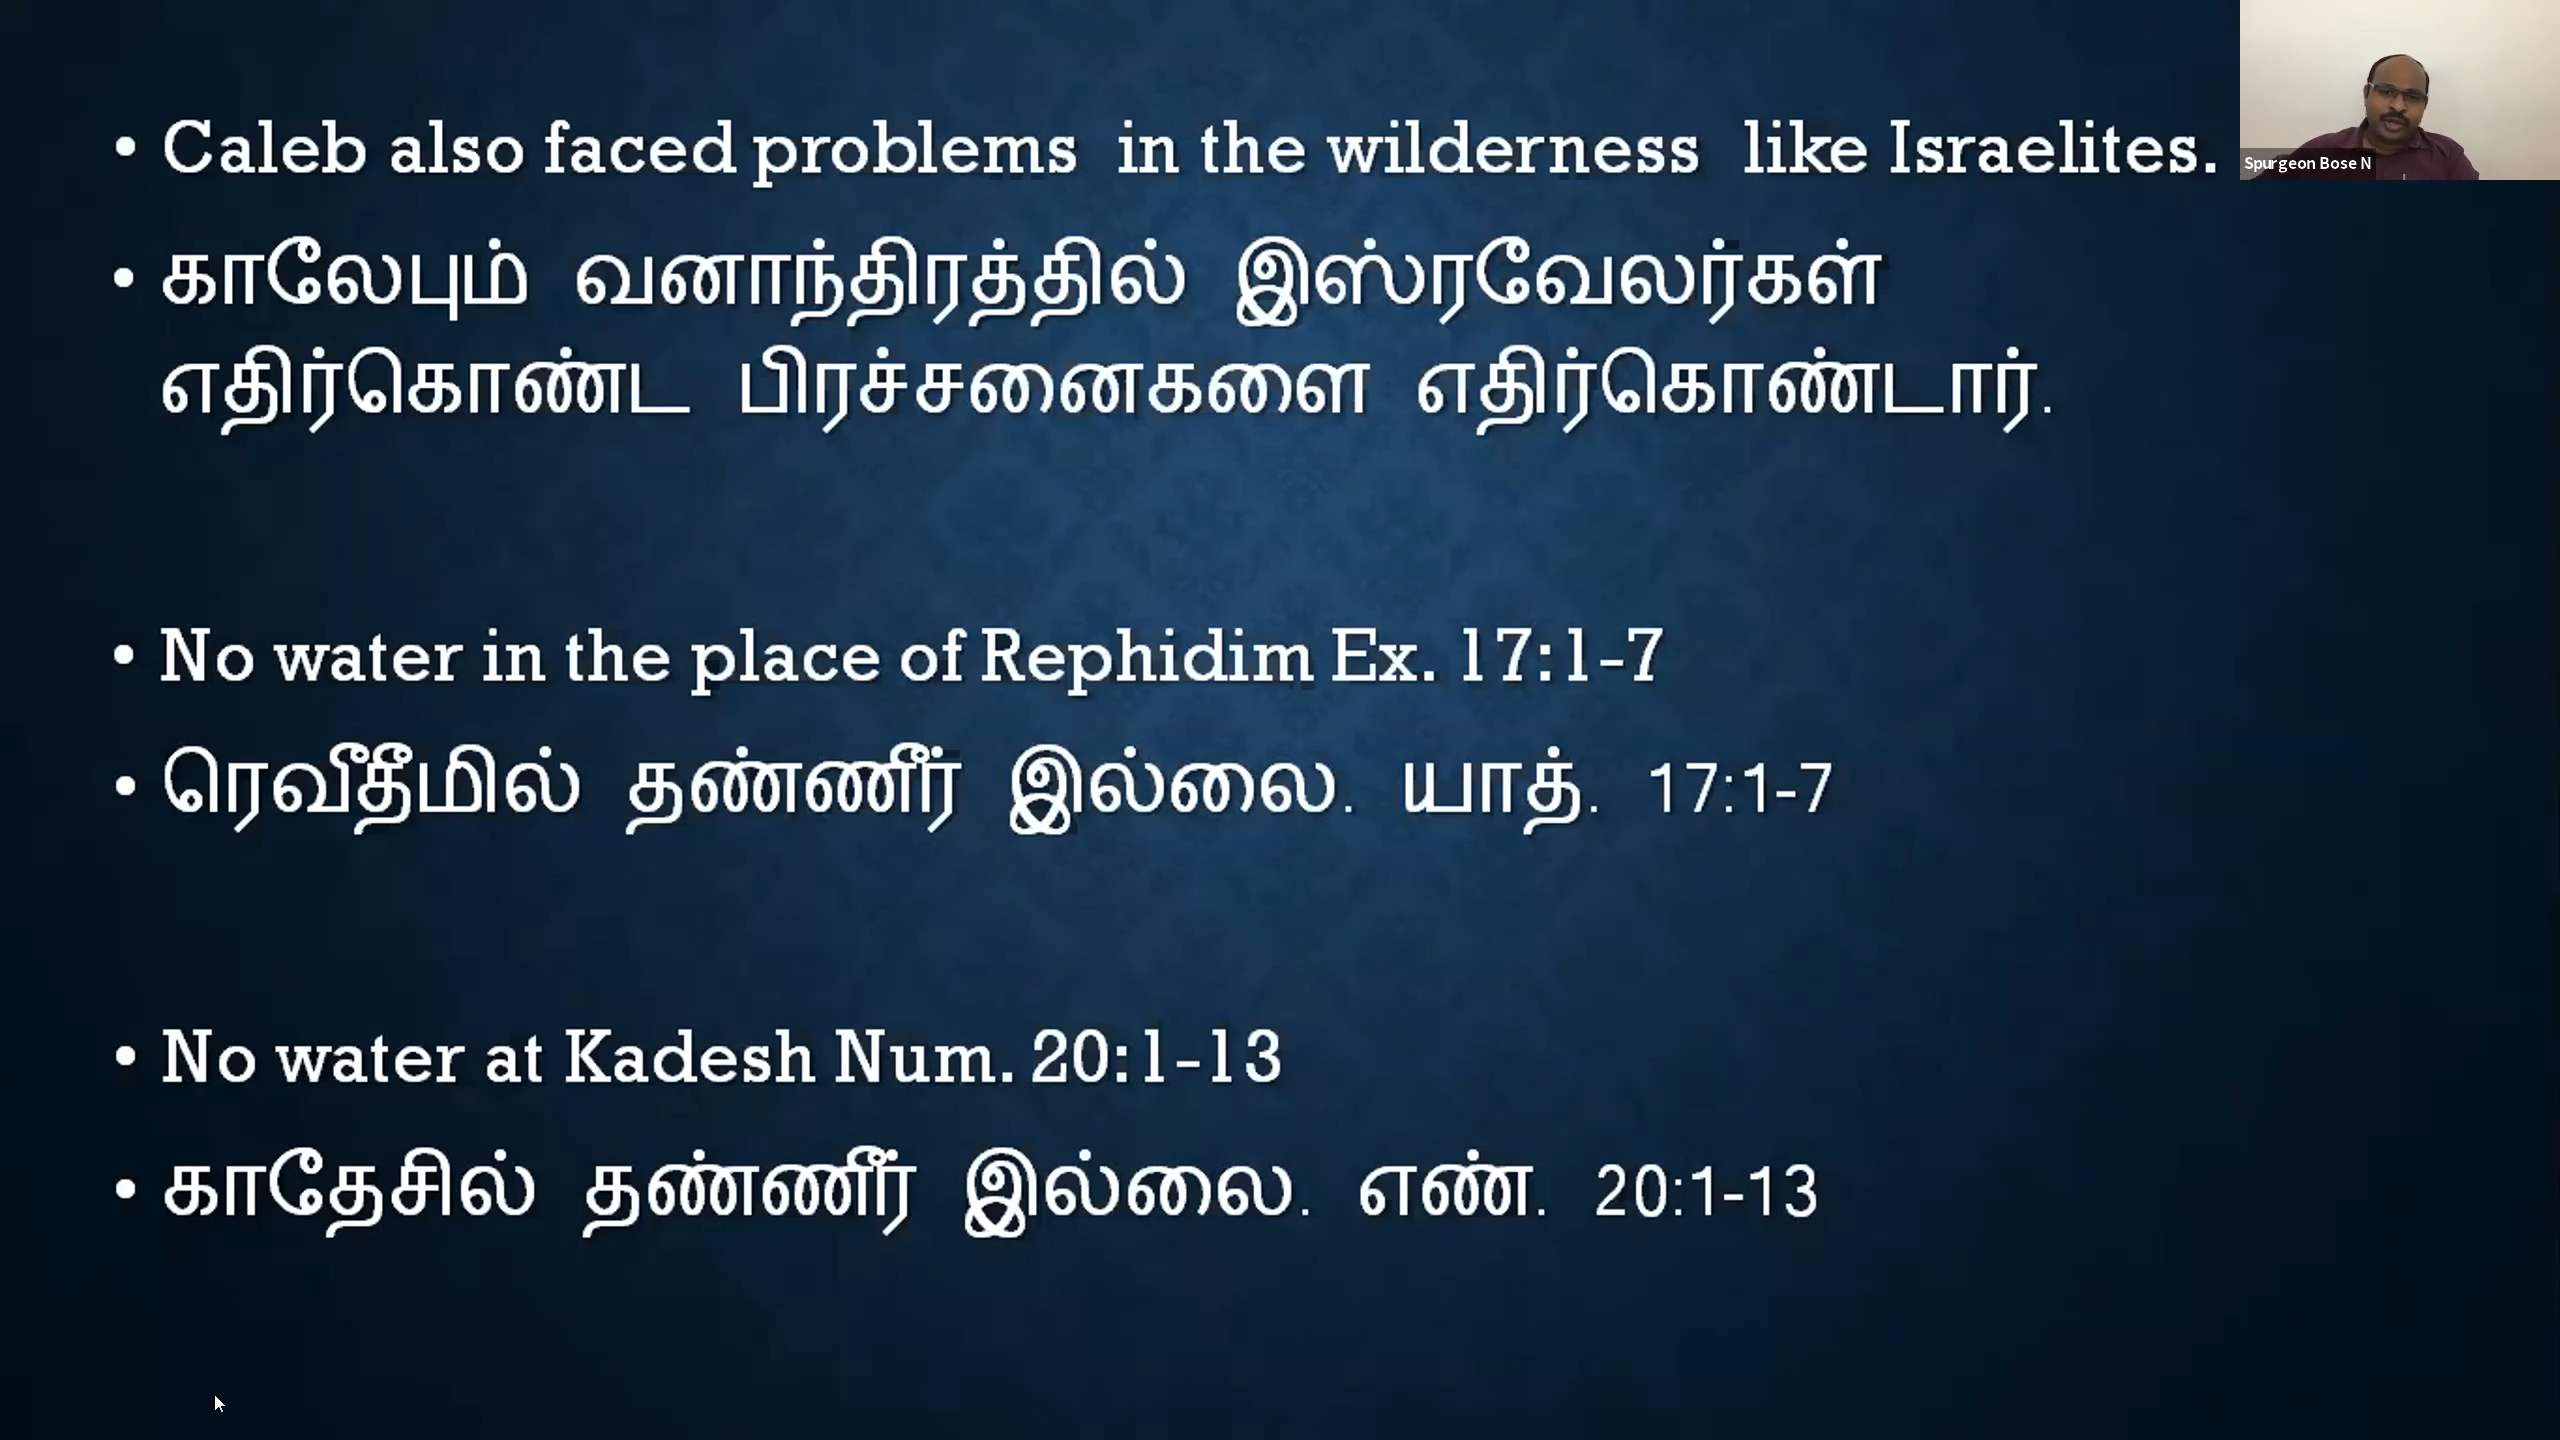 • Caleb also faced problems in the wilderness like Israelites.
Spurgeon Bose N
• காலேபும் வனாந்திரத்தில் இஸ்ரவேலர்கள்
எதிர்கொண்ட பிரச்சனைகளை எதிர்கொண்டார்.
• No water in the place of Rephidim Ex. 17:1-7
• ரெவீதீமில் தண்ணீர் இல்லை. யாத். 17:1-7
• No water at Kadesh Num. 20:1-13
• காதேசில் தண்ணீர் இல்லை. எண். 20:1-13